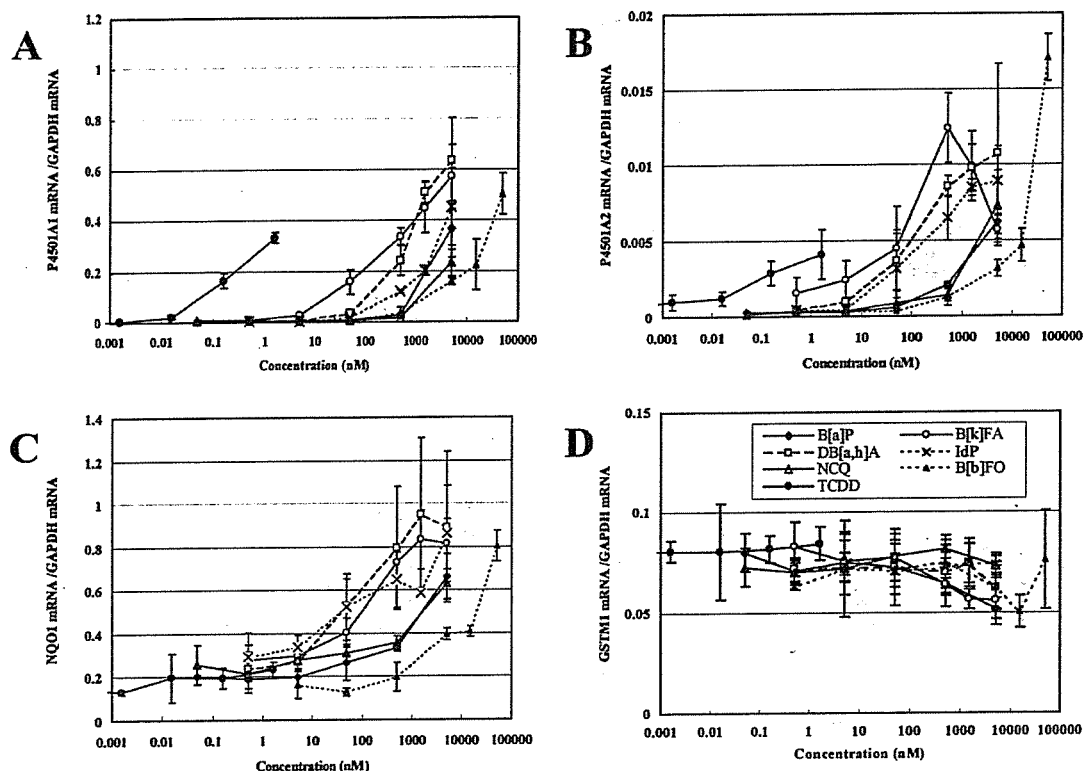 A
P4501A1 mRNA /GAPDH mRNA
1.2
1
0.8
0.6
0.4
0.2
0
0.001 0.01 0.1 1 10 100 1000 10000 100000
Concentration (nM)
B
P4501A2 mRNA/GAPDH mRNA
0.02
0.015
0.01
0.005
0
0.001 0.01 0.1 1 10 100 1000 10000 100000
Concentration (nM)
C
NQO1 mRNA /GAPDH mRNA
1.4
1.2
1
0.8
0.6
0.4
0.2
0
0.001 0.01 0.1 1 10 100 1000 10000 100000
Concentration (nM)
D
GSTM1 mRNA/GAPDH mRNA
0.15
0.1
0.05
0
B[a]P B[k]FA
DB[a,h]A IdP
NCQ B[b]FO
TCDD
0.001 0.01 0.1 1 10 100 1000 10000 100000
Concentration (nM)